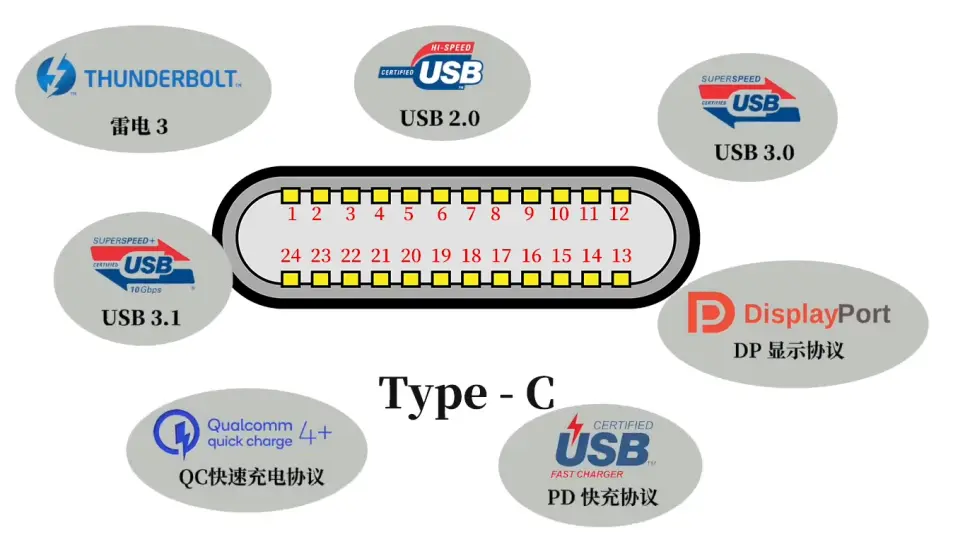 THUNDERBOLT™
雷电 3
HI-SPEED
CERTIFIED USB™
USB 2.0
SUPERSPEED
CERTIFIED USB
USB 3.0
1 2 3 4 5 6 7 8 9 10 11 12
24 23 22 21 20 19 18 17 16 15 14 13
SUPERSPEED+
CERTIFIED USB
10Gbps
USB 3.1
DisplayPort
DP 显示协议
Type - C
Qualcomm
quick charge 4+
QC快速充电协议
CERTIFIED
USB™
FAST CHARGER
PD 快充协议